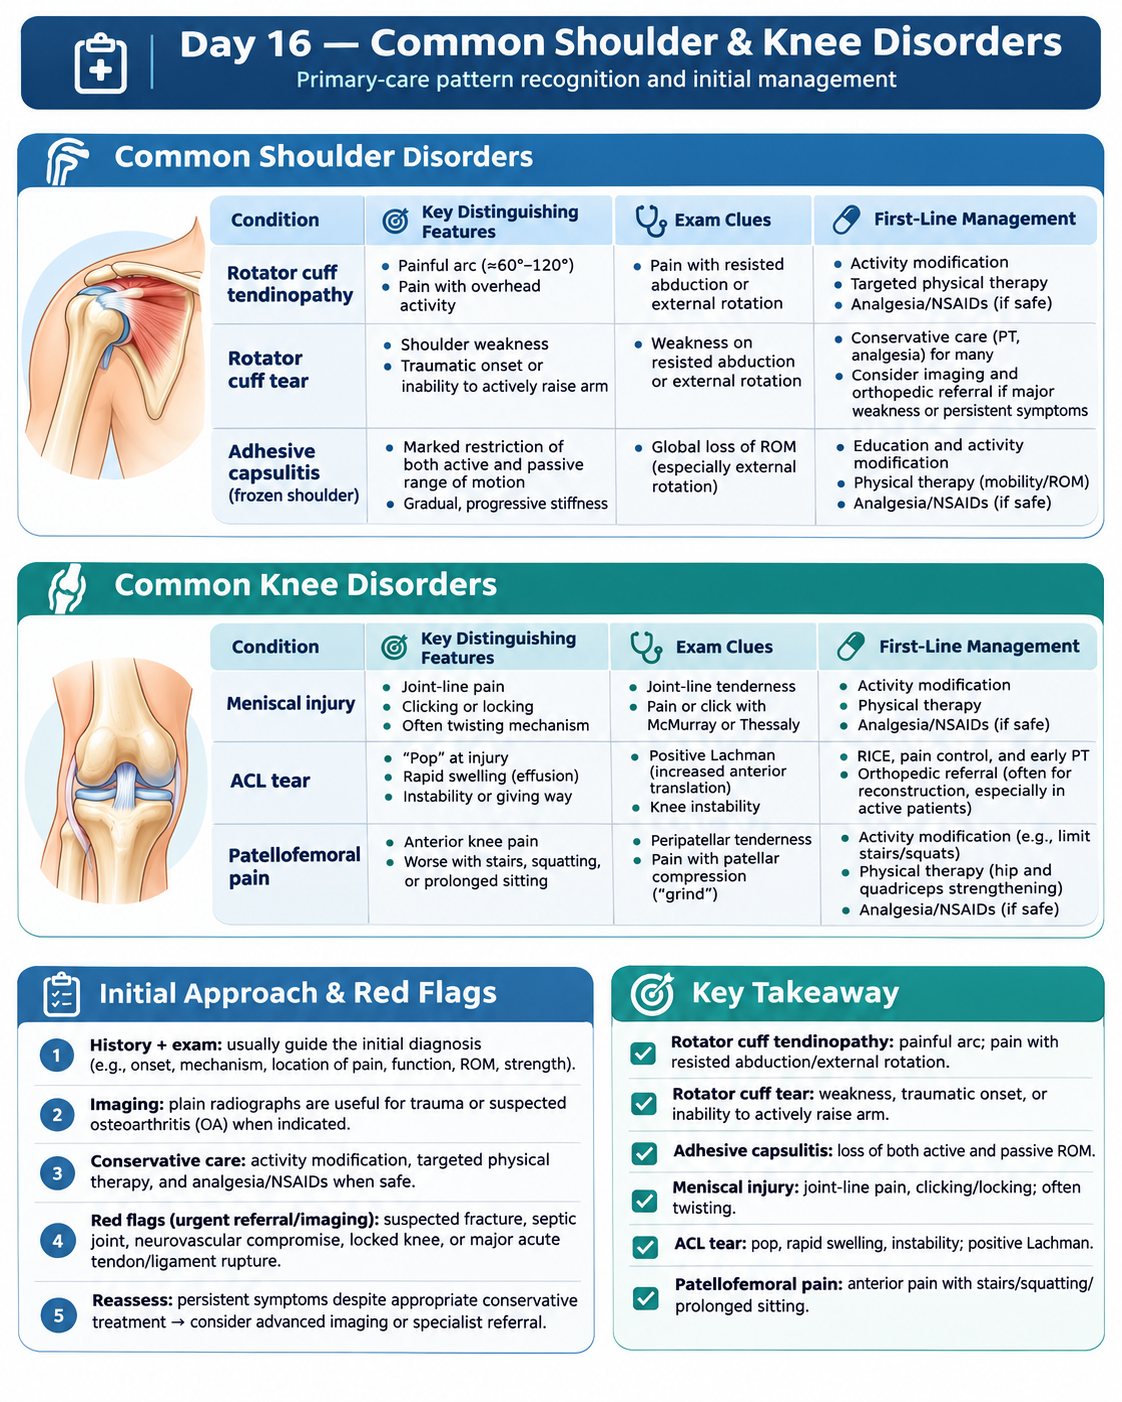 Day 16 — Common Shoulder & Knee Disorders
Primary-care pattern recognition and initial management
Common Shoulder Disorders
Condition
Key Distinguishing
Features
Exam Clues
First-Line Management
Rotator cuff
tendinopathy
• Painful arc (≈60°–120°)
• Pain with overhead
activity
• Pain with resisted
abduction or
external rotation
• Activity modification
• Targeted physical therapy
• Analgesia/NSAIDs (if safe)
Rotator
cuff tear
• Shoulder weakness
• Traumatic onset or
inability to actively raise arm
• Weakness on
resisted abduction
or external rotation
• Conservative care (PT,
analgesia) for many
• Consider imaging and
orthopedic referral if major
weakness or persistent symptoms
Adhesive
capsulitis
(frozen shoulder)
• Marked restriction of
both active and passive
range of motion
• Gradual, progressive stiffness
• Global loss of ROM
(especially external
rotation)
• Education and activity
modification
• Physical therapy (mobility/ROM)
• Analgesia/NSAIDs (if safe)
Common Knee Disorders
Condition
Key Distinguishing
Features
Exam Clues
First-Line Management
Meniscal injury
• Joint-line pain
• Clicking or locking
• Often twisting mechanism
• Joint-line tenderness
• Pain or click with
McMurray or Thessaly
• Activity modification
• Physical therapy
• Analgesia/NSAIDs (if safe)
ACL tear
• “Pop” at injury
• Rapid swelling (effusion)
• Instability or giving way
• Positive Lachman
(increased anterior
translation)
• Knee instability
• RICE, pain control, and early PT
• Orthopedic referral (often for
reconstruction, especially in
active patients)
Patellofemoral
pain
• Anterior knee pain
• Worse with stairs, squatting,
or prolonged sitting
• Peripatellar tenderness
• Pain with patellar
compression
(“grind”)
• Activity modification (e.g., limit
stairs/squats)
• Physical therapy (hip and
quadriceps strengthening)
• Analgesia/NSAIDs (if safe)
Initial Approach & Red Flags
1 History + exam: usually guide the initial diagnosis
(e.g., onset, mechanism, location of pain, function, ROM, strength).
2 Imaging: plain radiographs are useful for trauma or suspected
osteoarthritis (OA) when indicated.
3 Conservative care: activity modification, targeted physical
therapy, and analgesia/NSAIDs when safe.
4 Red flags (urgent referral/imaging): suspected fracture, septic
joint, neurovascular compromise, locked knee, or major acute
tendon/ligament rupture.
5 Reassess: persistent symptoms despite appropriate conservative
treatment → consider advanced imaging or specialist referral.
Key Takeaway
Rotator cuff tendinopathy: painful arc; pain with
resisted abduction/external rotation.
Rotator cuff tear: weakness, traumatic onset, or
inability to actively raise arm.
Adhesive capsulitis: loss of both active and passive ROM.
Meniscal injury: joint-line pain, clicking/locking; often
twisting.
ACL tear: pop, rapid swelling, instability; positive Lachman.
Patellofemoral pain: anterior pain with stairs/squatting/
prolonged sitting.